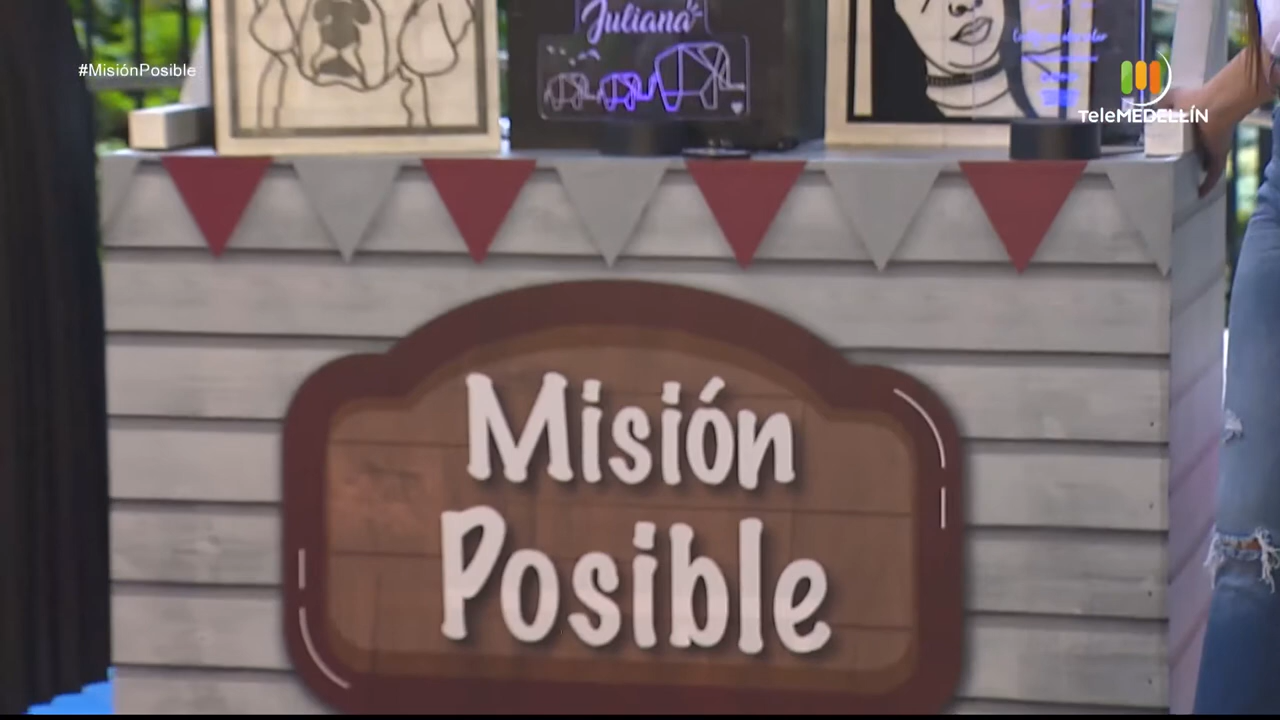 Juliana
#MisiónPosible
TeleMEDELLÍN
Misión
Posible